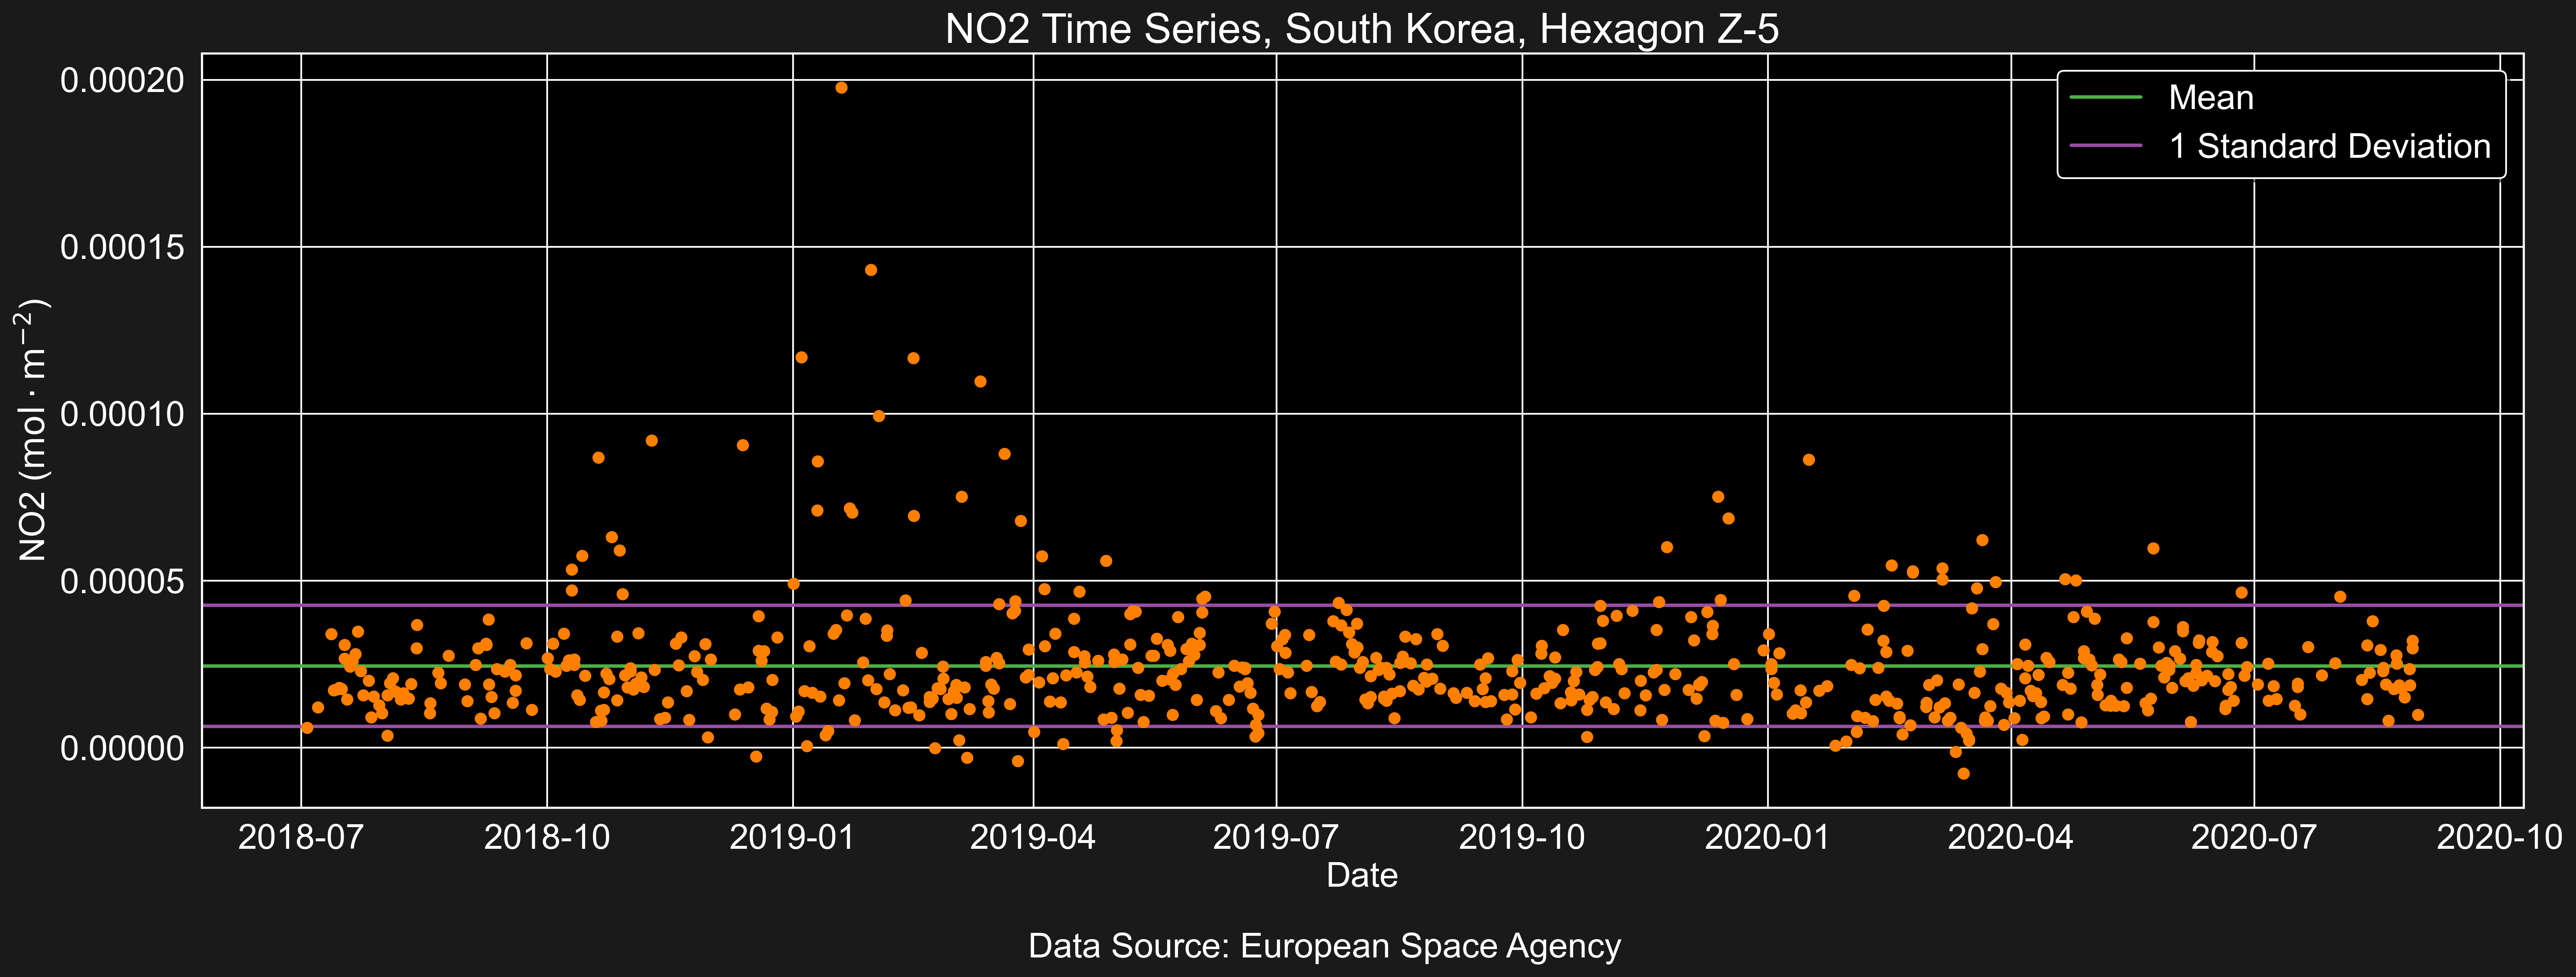 NO2 Time Series, South Korea, Hexagon Z-5
0.00020
0.00015
0.00010
0.00005
0.00000
NO2 (mol · m⁻²)
Mean
1 Standard Deviation
2018-07 2018-10 2019-01 2019-04 2019-07 2019-10 2020-01 2020-04 2020-07 2020-10
Date
Data Source: European Space Agency